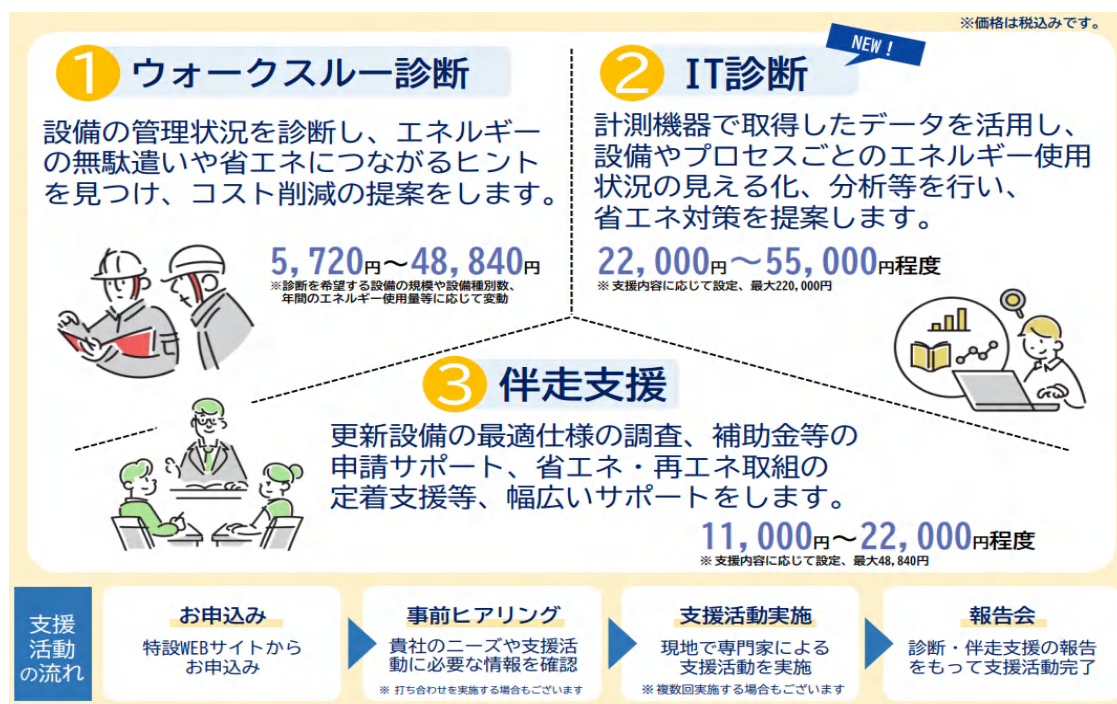 ※価格は税込みです。
1 ウォークスルー診断
設備の管理状況を診断し、エネルギー
の無駄遣いや省エネにつながるヒント
を見つけ、コスト削減の提案をします。
5,720円～48,840円
※診断を希望する設備の規模や設備種別数、
年間のエネルギー使用量等に応じて変動
NEW！
2 IT診断
計測機器で取得したデータを活用し、
設備やプロセスごとのエネルギー使用
状況の見える化、分析等を行い、
省エネ対策を提案します。
22,000円～55,000円程度
※支援内容に応じて設定、最大220,000円
3 伴走支援
更新設備の最適仕様の調査、補助金等の
申請サポート、省エネ・再エネ取組の
定着支援等、幅広いサポートをします。
11,000円～22,000円程度
※支援内容に応じて設定、最大48,840円
支援
活動
の流れ
お申込み
特設WEBサイトから
お申込み
事前ヒアリング
貴社のニーズや支援活
動に必要な情報を確認
※ 打ち合わせを実施する場合もございます
支援活動実施
現地で専門家による
支援活動を実施
※複数回実施する場合もございます
報告会
診断・伴走支援の報告
をもって支援活動完了